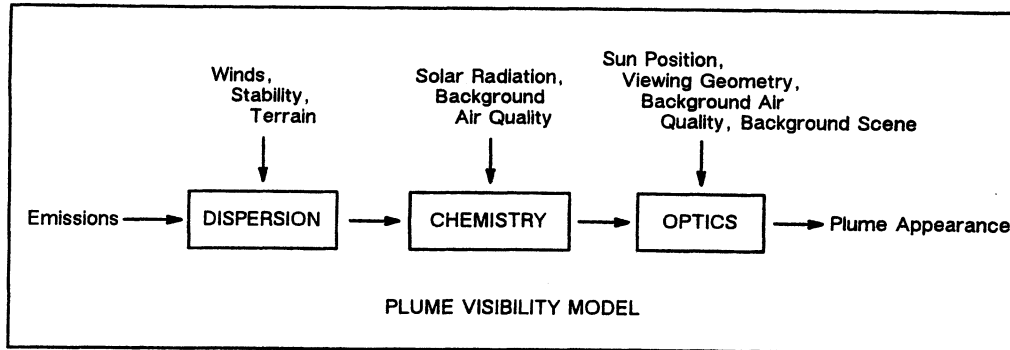 Winds,
Stability,
Terrain
Solar Radiation,
Background
Air Quality
Sun Position,
Viewing Geometry,
Background Air
Quality, Background Scene
Emissions
DISPERSION
CHEMISTRY
OPTICS
Plume Appearance
PLUME VISIBILITY MODEL